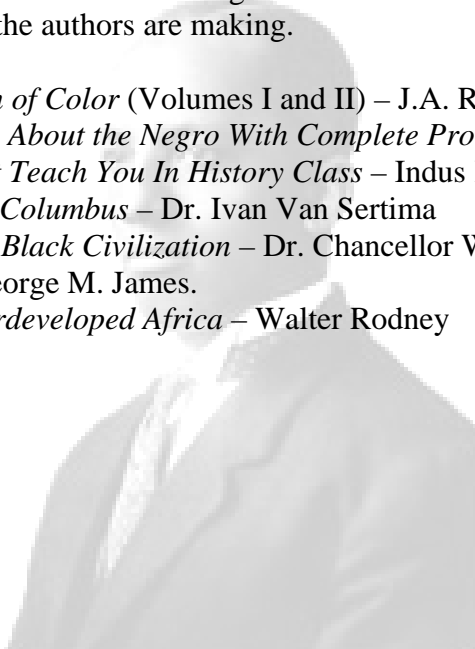 the authors are making.
n of Color (Volumes I and II) – J.A. R
About the Negro With Complete Pro
t Teach You In History Class – Indus
Columbus – Dr. Ivan Van Sertima
Black Civilization – Dr. Chancellor W
eorge M. James.
rdeveloped Africa – Walter Rodney